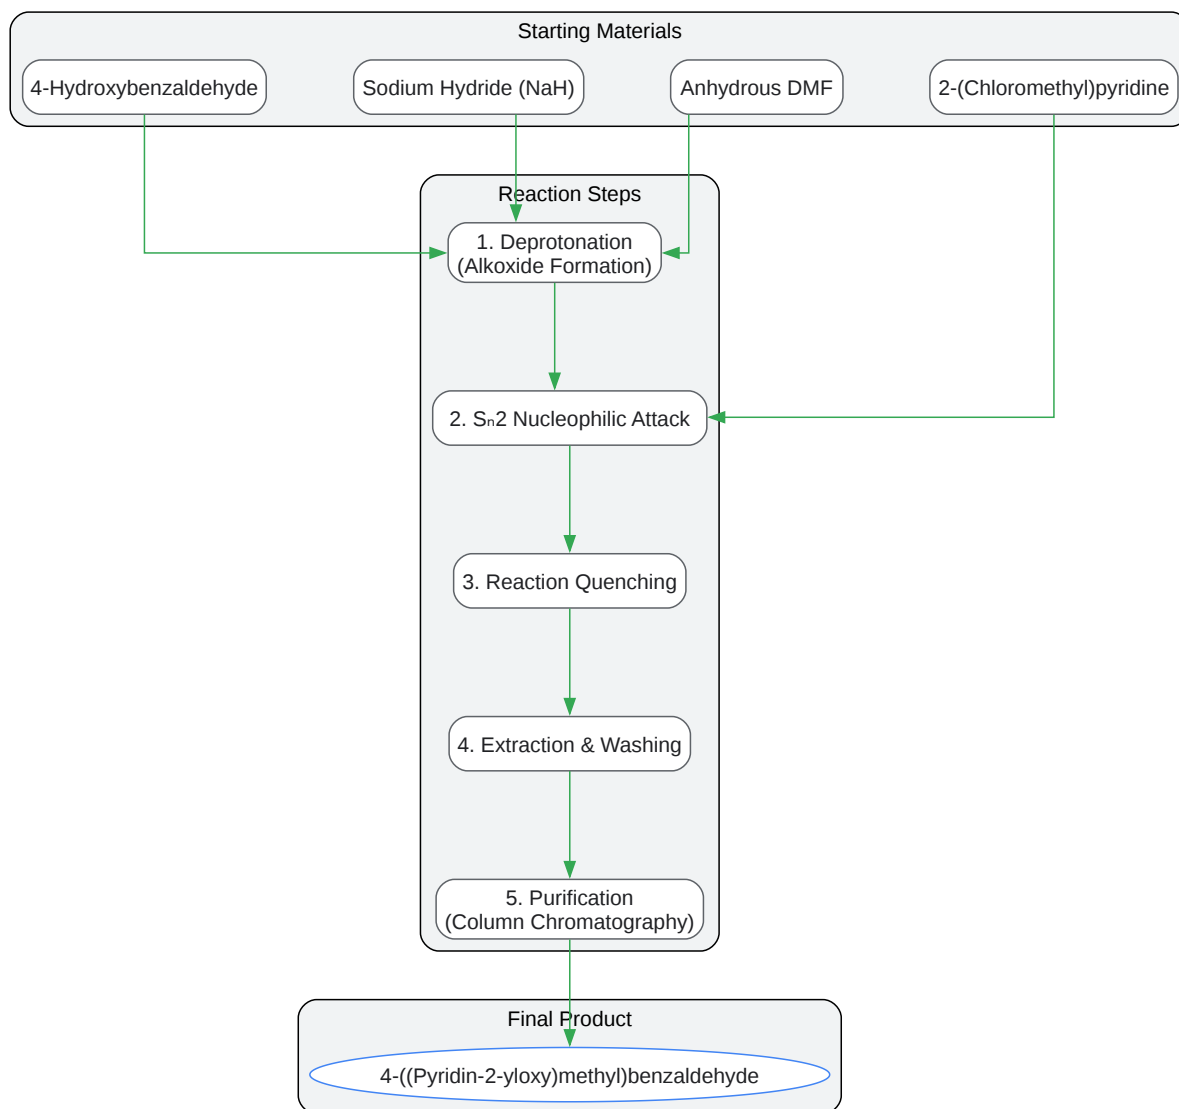 Starting Materials
4-Hydroxybenzaldehyde
Sodium Hydride (NaH)
Anhydrous DMF
2-(Chloromethyl)pyridine
Reaction Steps
1. Deprotonation
(Alkoxide Formation)
2. Sₙ2 Nucleophilic Attack
3. Reaction Quenching
4. Extraction & Washing
5. Purification
(Column Chromatography)
Final Product
4-((Pyridin-2-yloxy)methyl)benzaldehyde